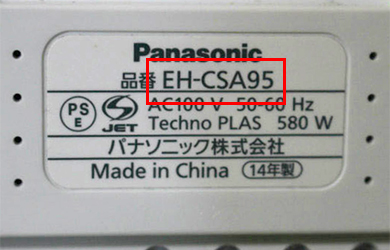 Panasonic
品番 EH-CSA95
PS E JET AC100 V 50-60 Hz
Techno PLAS 580 W
パナソニック株式会社
Made in China 14年製